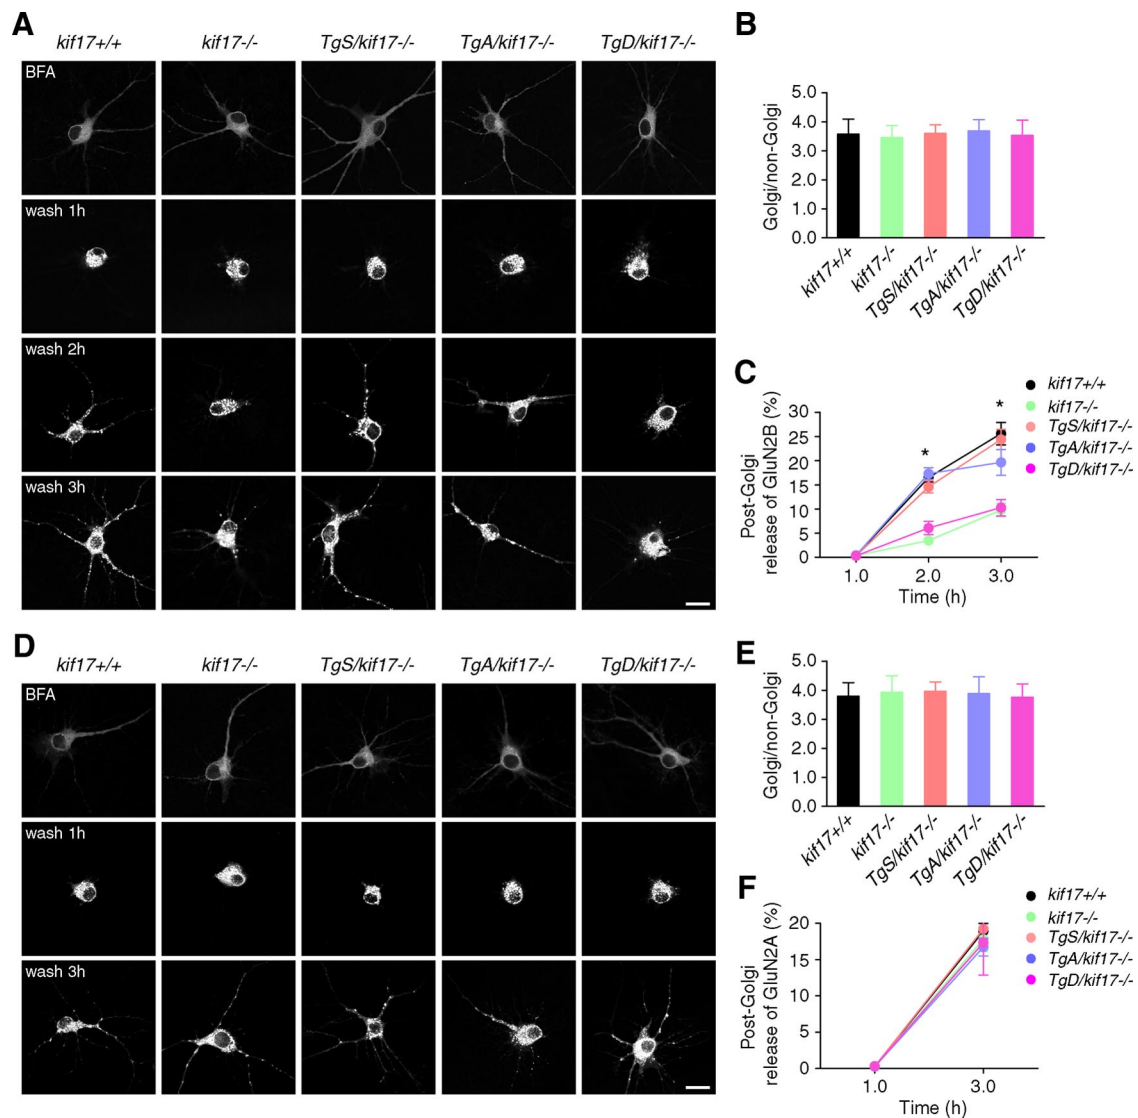 A
kif17+/+
kif17-/-
TgS/kif17-/-
TgA/kif17-/-
TgD/kif17-/-
BFA
wash 1h
wash 2h
wash 3h
B
Golgi/non-Golgi
5.0
4.0
3.0
2.0
1.0
0.0
kif17+/+
kif17-/-
TgS/kif17-/-
TgA/kif17-/-
TgD/kif17-/-
C
Post-Golgi
release of GluN2B (%)
30
25
20
15
10
5
0
*
*
1.0
2.0
3.0
Time (h)
kif17+/+
kif17-/-
TgS/kif17-/-
TgA/kif17-/-
TgD/kif17-/-
D
kif17+/+
kif17-/-
TgS/kif17-/-
TgA/kif17-/-
TgD/kif17-/-
BFA
wash 1h
wash 3h
E
Golgi/non-Golgi
5.0
4.0
3.0
2.0
1.0
0.0
kif17+/+
kif17-/-
TgS/kif17-/-
TgA/kif17-/-
TgD/kif17-/-
F
Post-Golgi
release of GluN2A (%)
20
15
10
5
0
1.0
3.0
Time (h)
kif17+/+
kif17-/-
TgS/kif17-/-
TgA/kif17-/-
TgD/kif17-/-